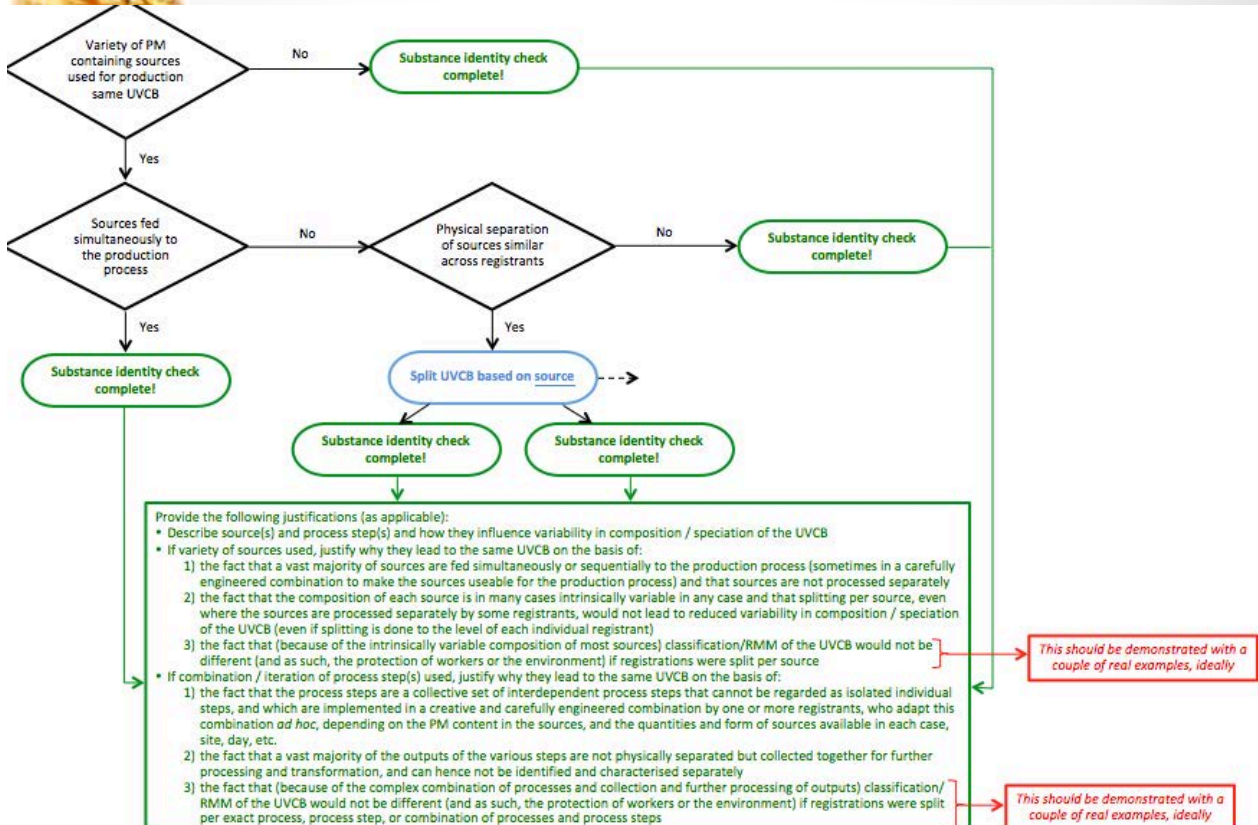 Variety of PM
containing sources
used for production
same UVCB
No
Substance identity check
complete!
Yes
Sources fed
simultaneously to
the production
process
No
Physical separation
of sources similar
across registrants
No
Substance identity check
complete!
Yes
Yes
Substance identity check
complete!
Split UVCB based on source
Substance identity check
complete!
Substance identity check
complete!
Provide the following justifications (as applicable):
• Describe source(s) and process step(s) and how they influence variability in composition / speciation of the UVCB
• If variety of sources used, justify why they lead to the same UVCB on the basis of:
1) the fact that a vast majority of sources are fed simultaneously or sequentially to the production process (sometimes in a carefully
engineered combination to make the sources useable for the production process) and that sources are not processed separately
2) the fact that the composition of each source is in many cases intrinsically variable in any case and that splitting per source, even
where the sources are processed separately by some registrants, would not lead to reduced variability in composition / speciation
of the UVCB (even if splitting is done to the level of each individual registrant)
3) the fact that (because of the intrinsically variable composition of most sources) classification/RMM of the UVCB would not be
different (and as such, the protection of workers or the environment) if registrations were split per source
This should be demonstrated with a
couple of real examples, ideally
• If combination / iteration of process step(s) used, justify why they lead to the same UVCB on the basis of:
1) the fact that the process steps are a collective set of interdependent process steps that cannot be regarded as isolated individual
steps, and which are implemented in a creative and carefully engineered combination by one or more registrants, who adapt this
combination ad hoc, depending on the PM content in the sources, and the quantities and form of sources available in each case,
site, day, etc.
2) the fact that a vast majority of the outputs of the various steps are not physically separated but collected together for further
processing and transformation, and can hence not be identified and characterised separately
3) the fact that (because of the complex combination of processes and collection and further processing of outputs) classification/
RMM of the UVCB would not be different (and as such, the protection of workers or the environment) if registrations were split
per exact process, process step, or combination of processes and process steps
This should be demonstrated with a
couple of real examples, ideally